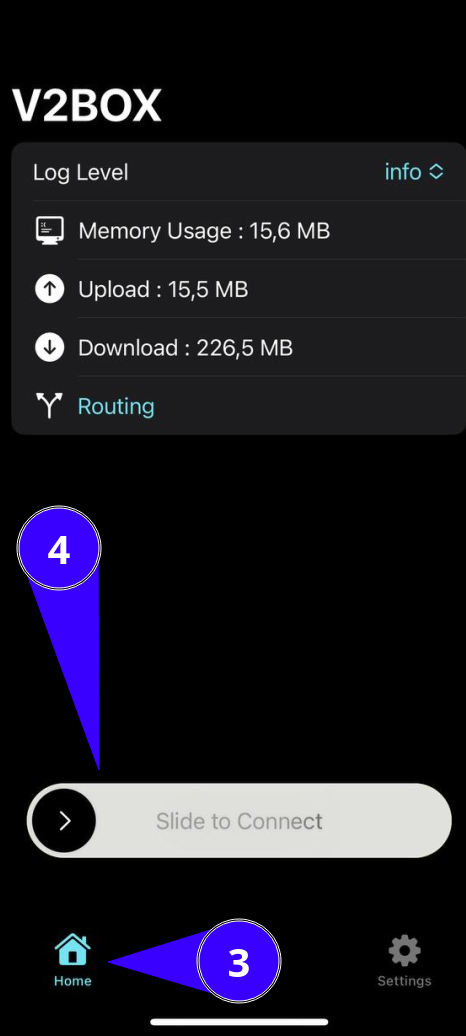 V2BOX
Log Level info
Memory Usage : 15,6 MB
Upload : 15,5 MB
Download : 226,5 MB
Routing
4
Slide to Connect
3
Home Settings